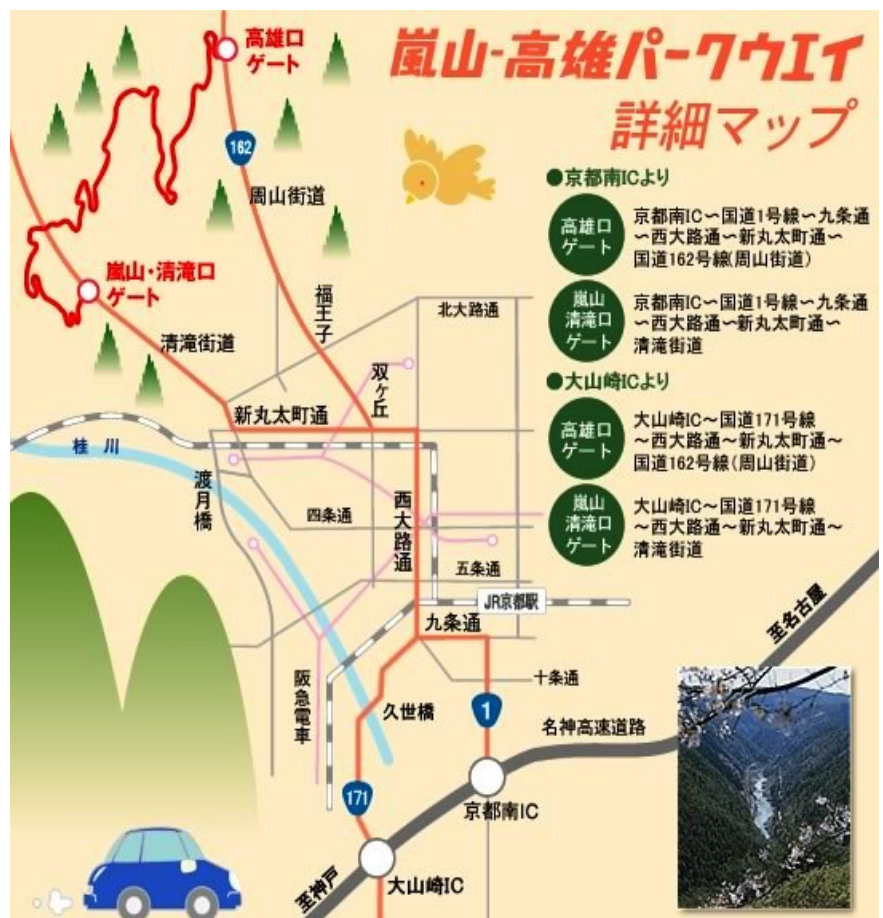 嵐山-高雄パークウエイ
詳細マップ
高雄口
ゲート
162
周山街道
嵐山・清滝口
ゲート
清滝街道
福王子
北大路通
双ヶ丘
新丸太町通
桂川
渡月橋
四条通
西大路通
五条通
JR京都駅
九条通
十条通
阪急電車
久世橋
1
171
名神高速道路
京都南IC
大山崎IC
至神戸
至名古屋
●京都南ICより
高雄口
ゲート
京都南IC〜国道1号線〜九条通
〜西大路通〜新丸太町通〜
国道162号線(周山街道)
嵐山
清滝口
ゲート
京都南IC〜国道1号線〜九条通
〜西大路通〜新丸太町通〜
清滝街道
●大山崎ICより
高雄口
ゲート
大山崎IC〜国道171号線
〜西大路通〜新丸太町通〜
国道162号線(周山街道)
嵐山
清滝口
ゲート
大山崎IC〜国道171号線
〜西大路通〜新丸太町通〜
清滝街道